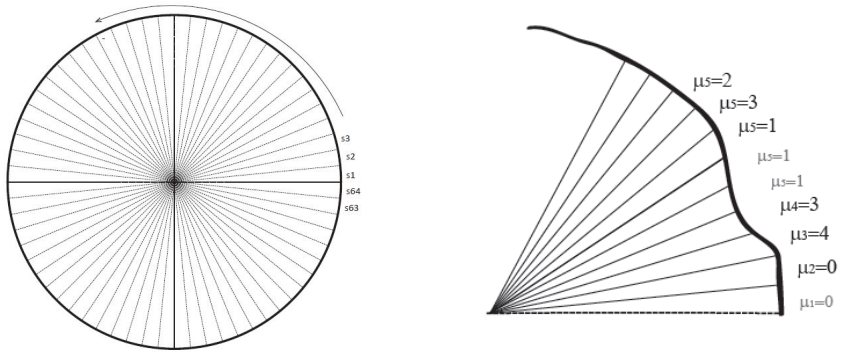 s3
s2
s1
s64
s63
μ5=2
μ5=3
μ5=1
μ5=1
μ5=1
μ4=3
μ3=4
μ2=0
μ1=0